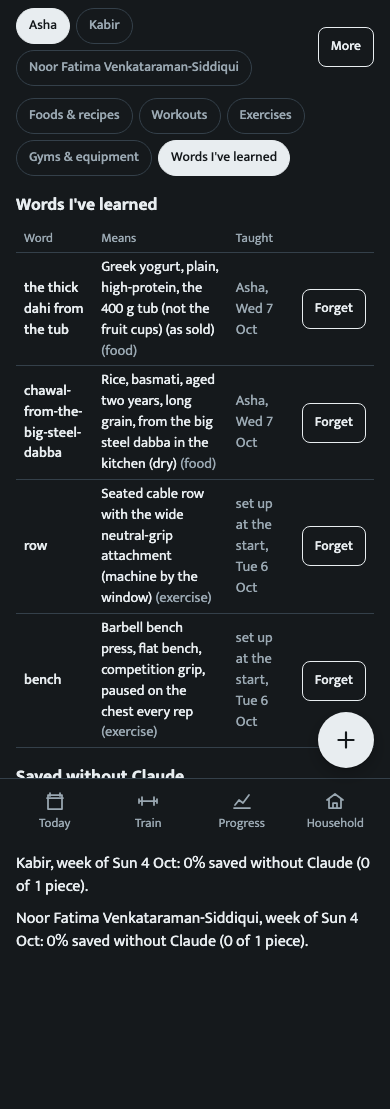 Asha
Kabir
More
Noor Fatima Venkataraman-Siddiqui
Foods & recipes
Workouts
Exercises
Gyms & equipment
Words I've learned
Words I've learned
Word
Means
Taught
the thick
dahi from
the tub
Greek yogurt, plain,
high-protein, the
400 g tub (not the
fruit cups) (as sold)
(food)
Asha,
Wed 7
Oct
Forget
chawal-
from-the-
big-steel-
dabba
Rice, basmati, aged
two years, long
grain, from the big
steel dabba in the
kitchen (dry) (food)
Asha,
Wed 7
Oct
Forget
row
Seated cable row
with the wide
neutral-grip
attachment
(machine by the
window) (exercise)
set up
at the
start,
Tue 6
Oct
Forget
bench
Barbell bench
press, flat bench,
competition grip,
paused on the
chest every rep
(exercise)
set up
at the
start,
Tue 6
Oct
Forget
Saved without Claude
Today
Train
Progress
Household
Kabir, week of Sun 4 Oct: 0% saved without Claude (0
of 1 piece).
Noor Fatima Venkataraman-Siddiqui, week of Sun 4
Oct: 0% saved without Claude (0 of 1 piece).